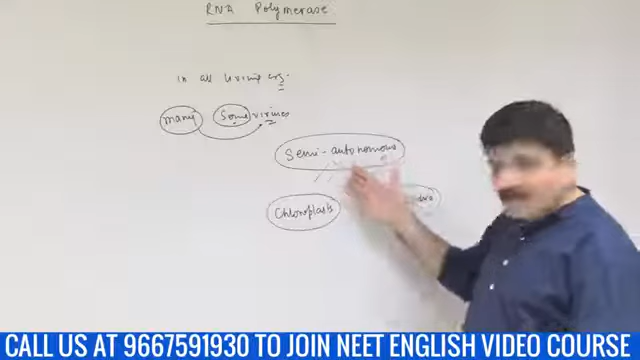 RNA Polymerase
in all living org.
many some viruses
Semi-autonomous
Chloroplasts
CALL US AT 9667591930 TO JOIN NEET ENGLISH VIDEO COURSE